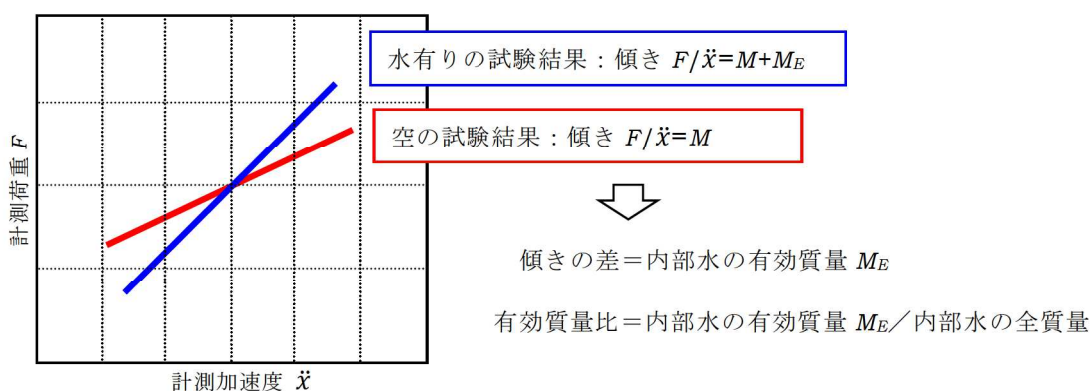 水有りの試験結果：傾き F/ẍ=M+ME
空の試験結果：傾き F/ẍ=M
計測荷重 F
傾きの差＝内部水の有効質量 ME
有効質量比＝内部水の有効質量 ME／内部水の全質量
計測加速度 ẍ